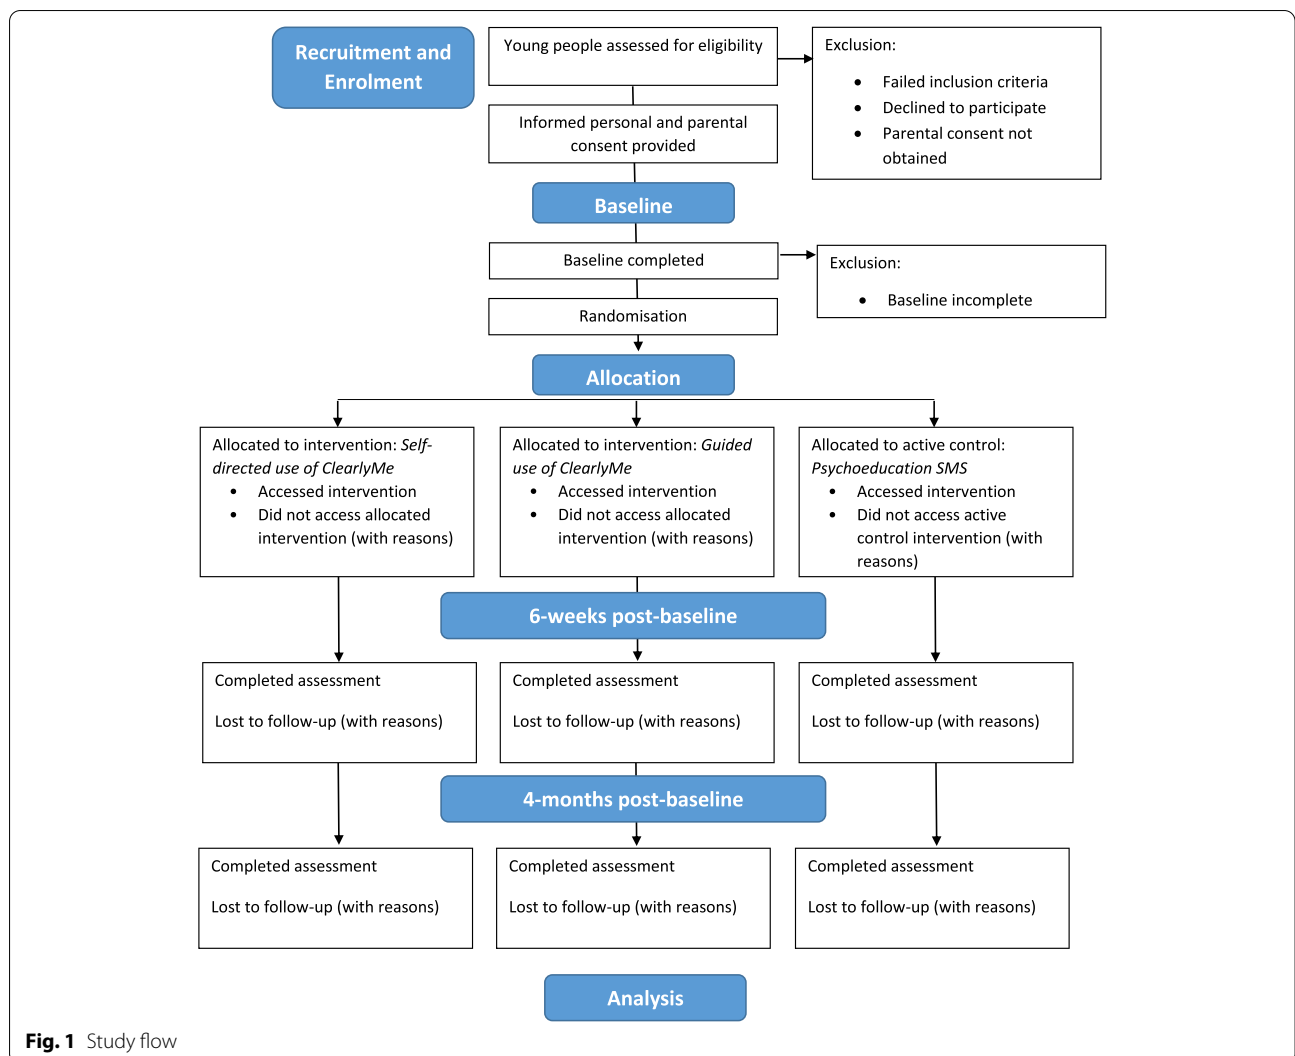 Recruitment and
Enrolment
Young people assessed for eligibility
Exclusion:
• Failed inclusion criteria
• Declined to participate
• Parental consent not
obtained
Informed personal and parental
consent provided
Baseline
Baseline completed
Exclusion:
• Baseline incomplete
Randomisation
Allocation
Allocated to intervention: Self-
directed use of ClearlyMe
• Accessed intervention
• Did not access allocated
intervention (with reasons)
Allocated to intervention: Guided
use of ClearlyMe
• Accessed intervention
• Did not access allocated
intervention (with reasons)
Allocated to active control:
Psychoeducation SMS
• Accessed intervention
• Did not access active
control intervention (with
reasons)
6-weeks post-baseline
Completed assessment
Lost to follow-up (with reasons)
Completed assessment
Lost to follow-up (with reasons)
Completed assessment
Lost to follow-up (with reasons)
4-months post-baseline
Completed assessment
Lost to follow-up (with reasons)
Completed assessment
Lost to follow-up (with reasons)
Completed assessment
Lost to follow-up (with reasons)
Analysis
Fig. 1 Study flow